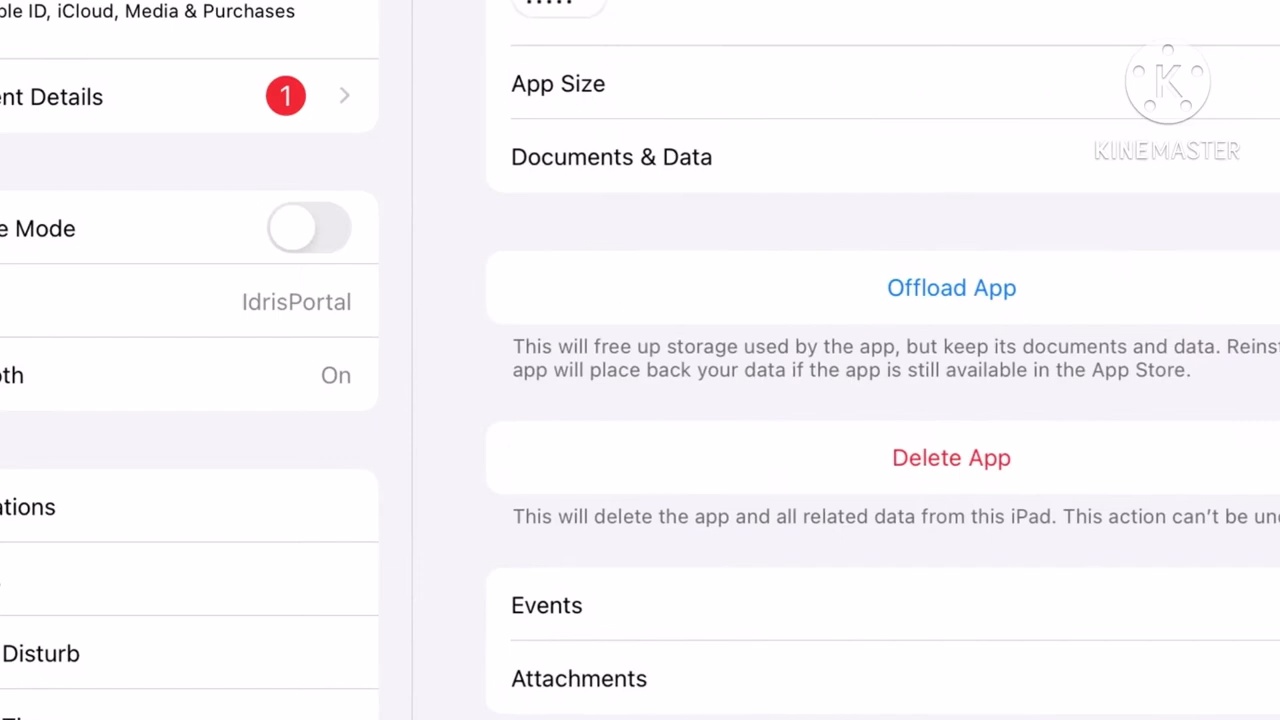 ple ID, iCloud, Media & Purchases
ent Details
1
e Mode
IdrisPortal
oth
On
ations
Disturb
App Size
Documents & Data
KINEMASTER
Offload App
This will free up storage used by the app, but keep its documents and data. Reins
app will place back your data if the app is still available in the App Store.
Delete App
This will delete the app and all related data from this iPad. This action can’t be un
Events
Attachments